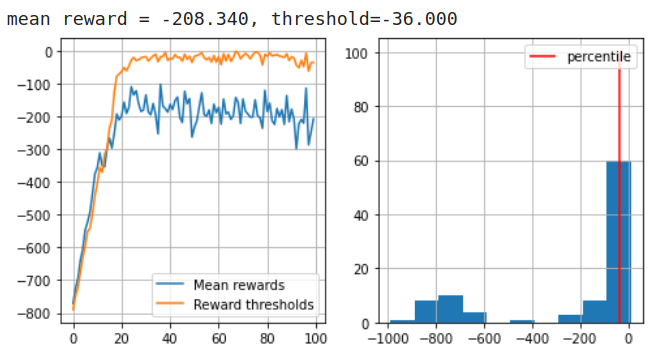 mean reward = -208.340, threshold=-36.000
0
−100
−200
−300
−400
−500
−600
−700
−800
0 20 40 60 80 100
Mean rewards
Reward thresholds
100
80
60
40
20
0
−1000 −800 −600 −400 −200 0
percentile